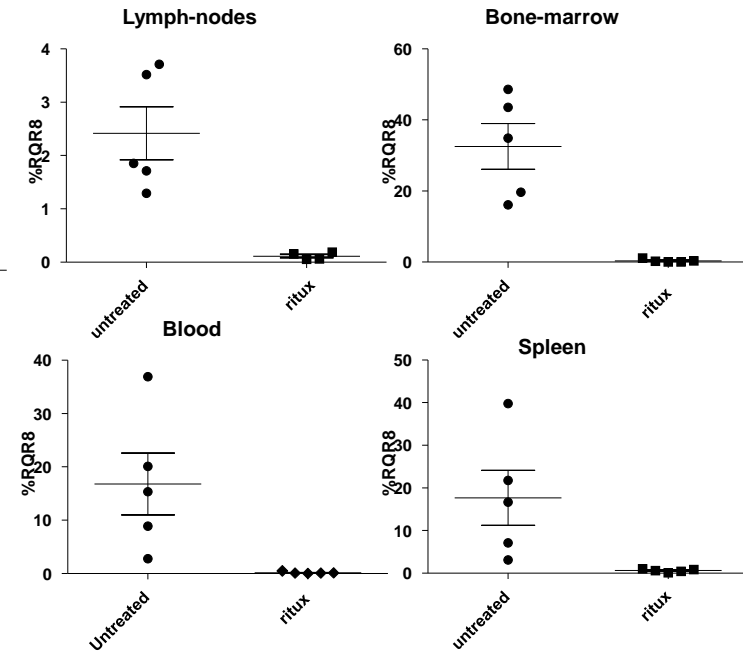 Lymph-nodes
4
3
2
1
0
%RQR8
untreated
ritux
Bone-marrow
60
40
20
0
%RQR8
untreated
ritux
Blood
40
30
20
10
0
%RQR8
Untreated
ritux
Spleen
50
40
30
20
10
0
%RQR8
untreated
ritux